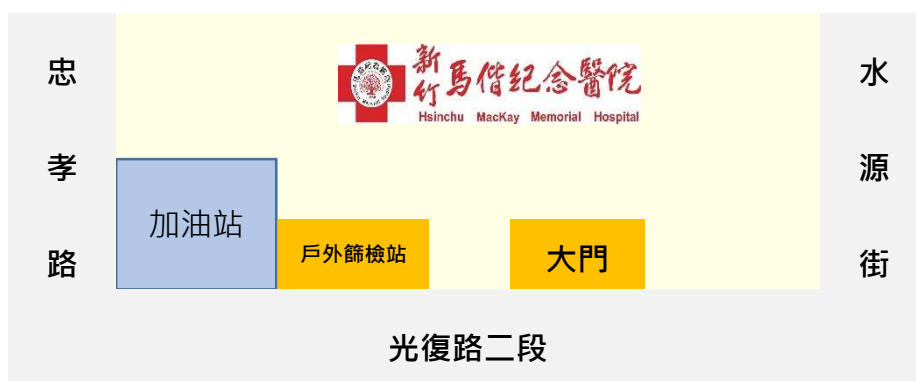 忠孝路
新竹馬偕紀念醫院
Hsinchu MacKay Memorial Hospital
水源街
加油站
戶外篩檢站
大門
光復路二段